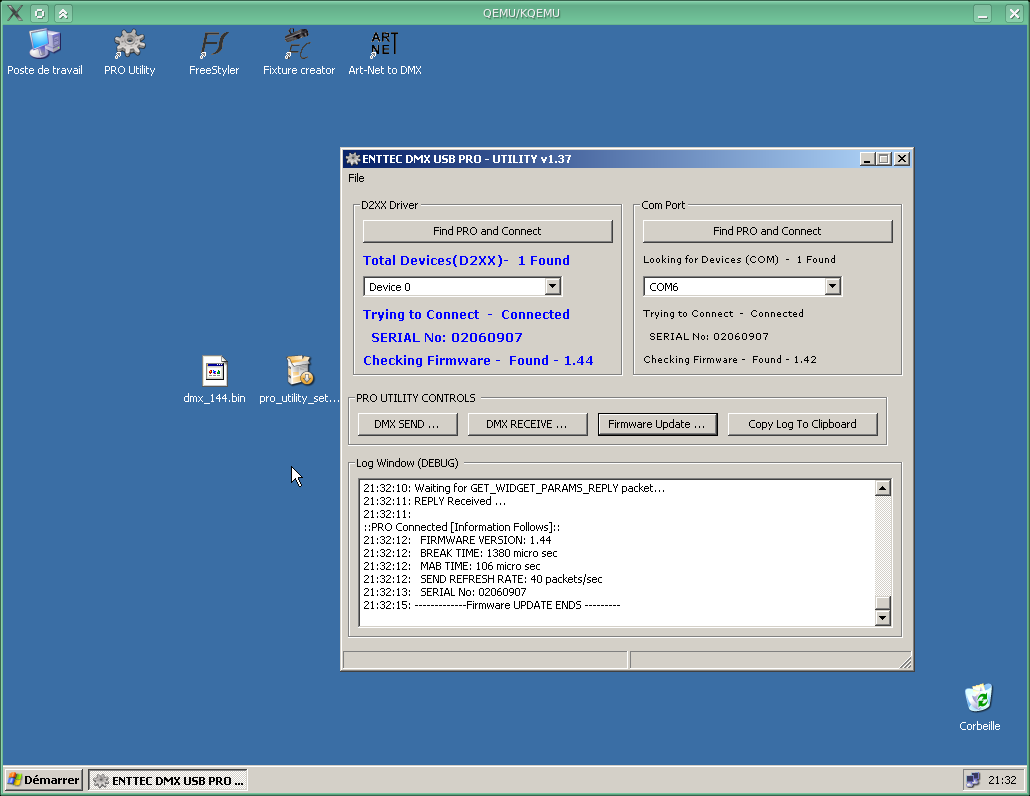 QEMU/KQEMU
Poste de travail
PRO Utility
FreeStyler
Fixture creator
Art-Net to DMX
FS
FC
ART
NET
ENTTEC DMX USB PRO - UTILITY v1.37
File
D2XX Driver
Find PRO and Connect
Total Devices(D2XX)-  1 Found
Device 0
Trying to Connect  -  Connected
SERIAL No: 02060907
Checking Firmware -  Found - 1.44
Com Port
Find PRO and Connect
Looking for Devices (COM)  -  1 Found
COM6
Trying to Connect  -  Connected
SERIAL No: 02060907
Checking Firmware -  Found - 1.42
dmx_144.bin
pro_utility_set...
PRO UTILITY CONTROLS
DMX SEND ...
DMX RECEIVE ...
Firmware Update ...
Copy Log To Clipboard
Log Window (DEBUG)
21:32:10: Waiting for GET_WIDGET_PARAMS_REPLY packet...
21:32:11: REPLY Received ...
21:32:11:
::PRO Connected [Information Follows]::
21:32:12:   FIRMWARE VERSION: 1.44
21:32:12:   BREAK TIME: 1380 micro sec
21:32:12:   MAB TIME: 106 micro sec
21:32:12:   SEND REFRESH RATE: 40 packets/sec
21:32:13:   SERIAL No: 02060907
21:32:15: -------------Firmware UPDATE ENDS ---------
Corbeille
Démarrer
ENTTEC DMX USB PRO ...
21:32